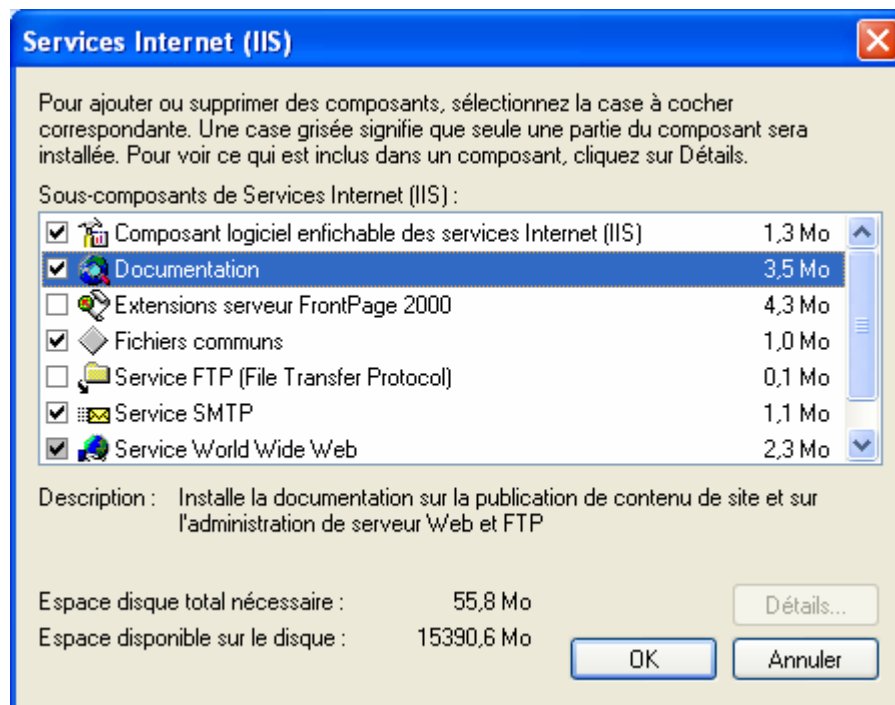 Services Internet (IIS)
Pour ajouter ou supprimer des composants, sélectionnez la case à cocher
correspondante. Une case grisée signifie que seule une partie du composant sera
installée. Pour voir ce qui est inclus dans un composant, cliquez sur Détails.
Sous-composants de Services Internet (IIS) :
Composant logiciel enfichable des services Internet (IIS) 1,3 Mo
Documentation 3,5 Mo
Extensions serveur FrontPage 2000 4,3 Mo
Fichiers communs 1,0 Mo
Service FTP (File Transfer Protocol) 0,1 Mo
Service SMTP 1,1 Mo
Service World Wide Web 2,3 Mo
Description : Installe la documentation sur la publication de contenu de site et sur
l'administration de serveur Web et FTP
Espace disque total nécessaire : 55,8 Mo
Détails...
Espace disponible sur le disque : 15390,6 Mo
OK Annuler